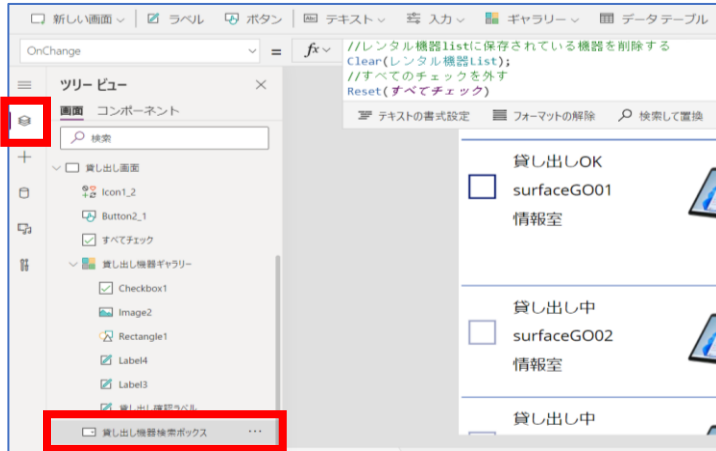 新しい画面 ラベル ボタン テキスト 入力 ギャラリー データ テーブル
OnChange = fx
//レンタル機器listに保存されている機器を削除する
Clear(レンタル機器List);
//すべてのチェックを外す
Reset(すべてチェック)
テキストの書式設定 フォーマットの解除 検索して置換
ツリー ビュー
画面 コンポーネント
検索
貸し出し画面
Icon1_2
Button2_1
すべてチェック
貸し出し機器ギャラリー
Checkbox1
Image2
Rectangle1
Label4
Label3
貸し出し確認ラベル
貸し出し機器検索ボックス ...
貸し出しOK
surfaceGO01
情報室
貸し出し中
surfaceGO02
情報室
貸し出し中